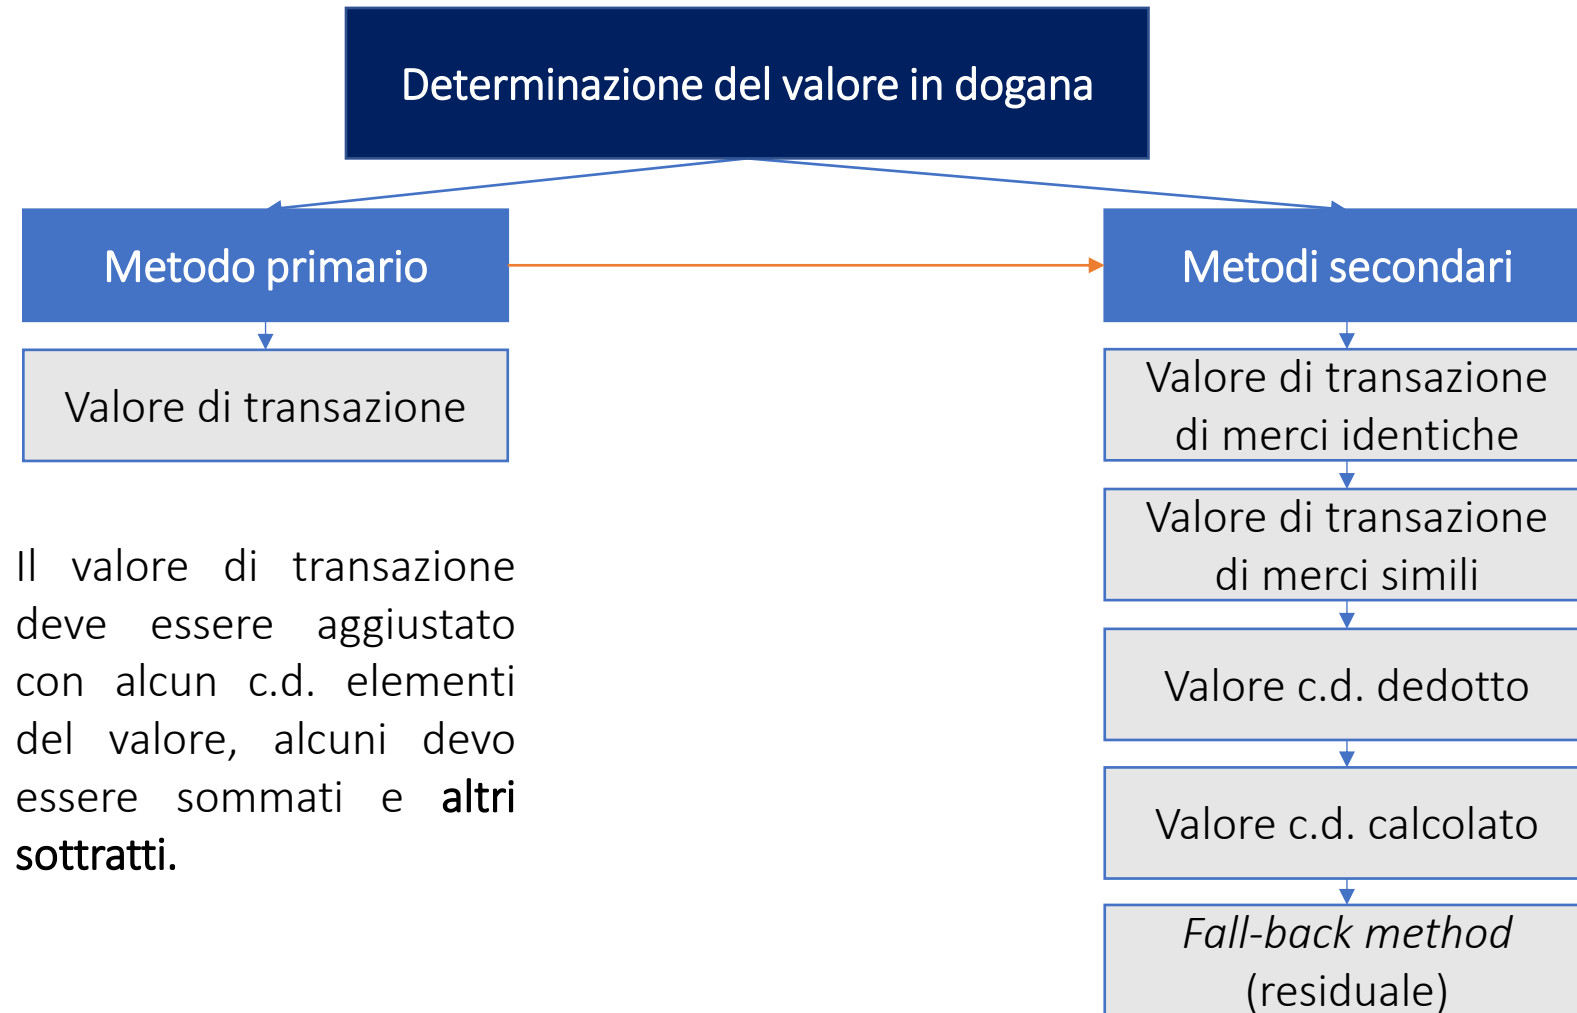 Determinazione del valore in dogana
Metodo primario
Metodi secondari
Valore di transazione
Il valore di transazione
deve essere aggiustato
con alcun c.d. elementi
del valore, alcuni devo
essere sommati e altri
sottratti.
Valore di transazione
di merci identiche
Valore di transazione
di merci simili
Valore c.d. dedotto
Valore c.d. calcolato
Fall-back method
(residuale)